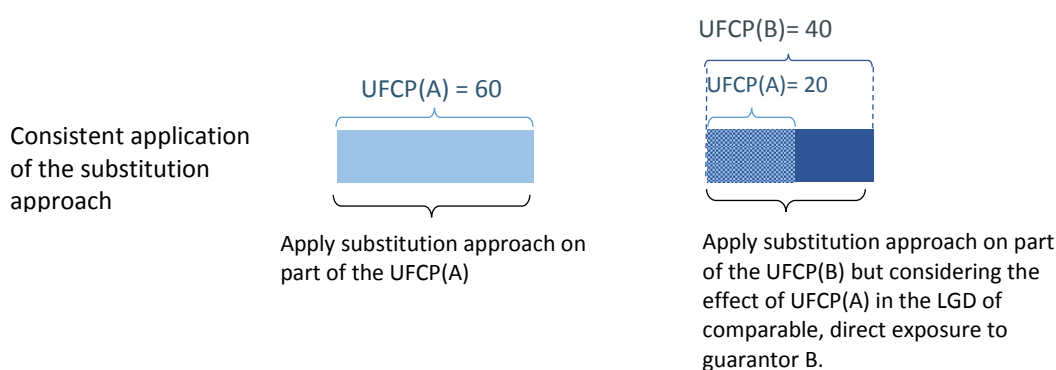 UFCP(B)= 40
UFCP(A) = 60
UFCP(A)= 20
Consistent application
of the substitution
approach
Apply substitution approach on
part of the UFCP(A)
Apply substitution approach on part
of the UFCP(B) but considering the
effect of UFCP(A) in the LGD of
comparable, direct exposure to
guarantor B.